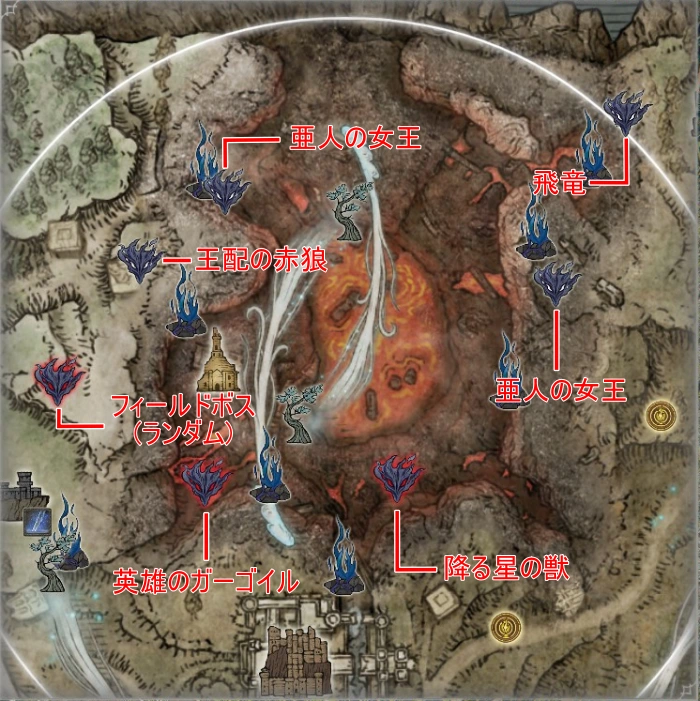 亜人の女王
飛竜
王配の赤狼
亜人の女王
フィールドボス
（ランダム）
英雄のガーゴイル
降る星の獣